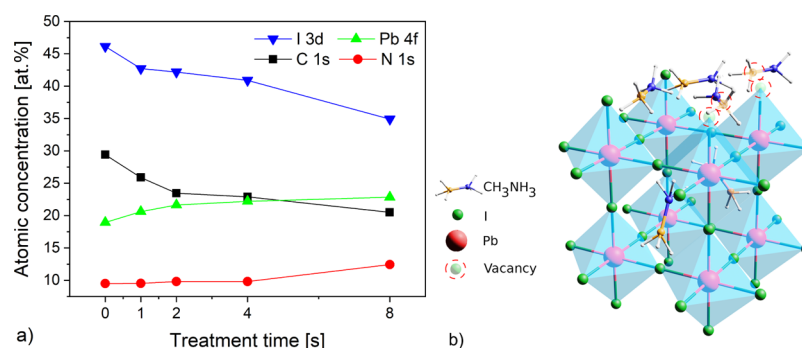 50
45
40
35
30
25
20
15
10
Atomic concentration [at.%]
I 3d
Pb 4f
C 1s
N 1s
0
1
2
4
8
Treatment time [s]
a)
CH₃NH₃
I
Pb
Vacancy
b)